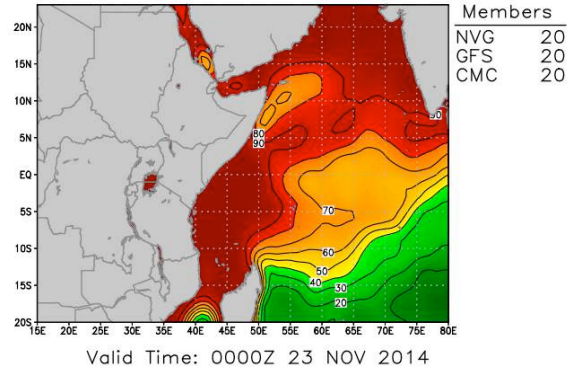 Members
NVG 20
GFS 20
CMC 20
20N
15N
10N
5N
EQ
5S
10S
15S
20S
90
80
90
70
60
50
40
30
20
15E 20E 25E 30E 35E 40E 45E 50E 55E 60E 65E 70E 75E 80E
Valid Time: 0000Z 23 NOV 2014